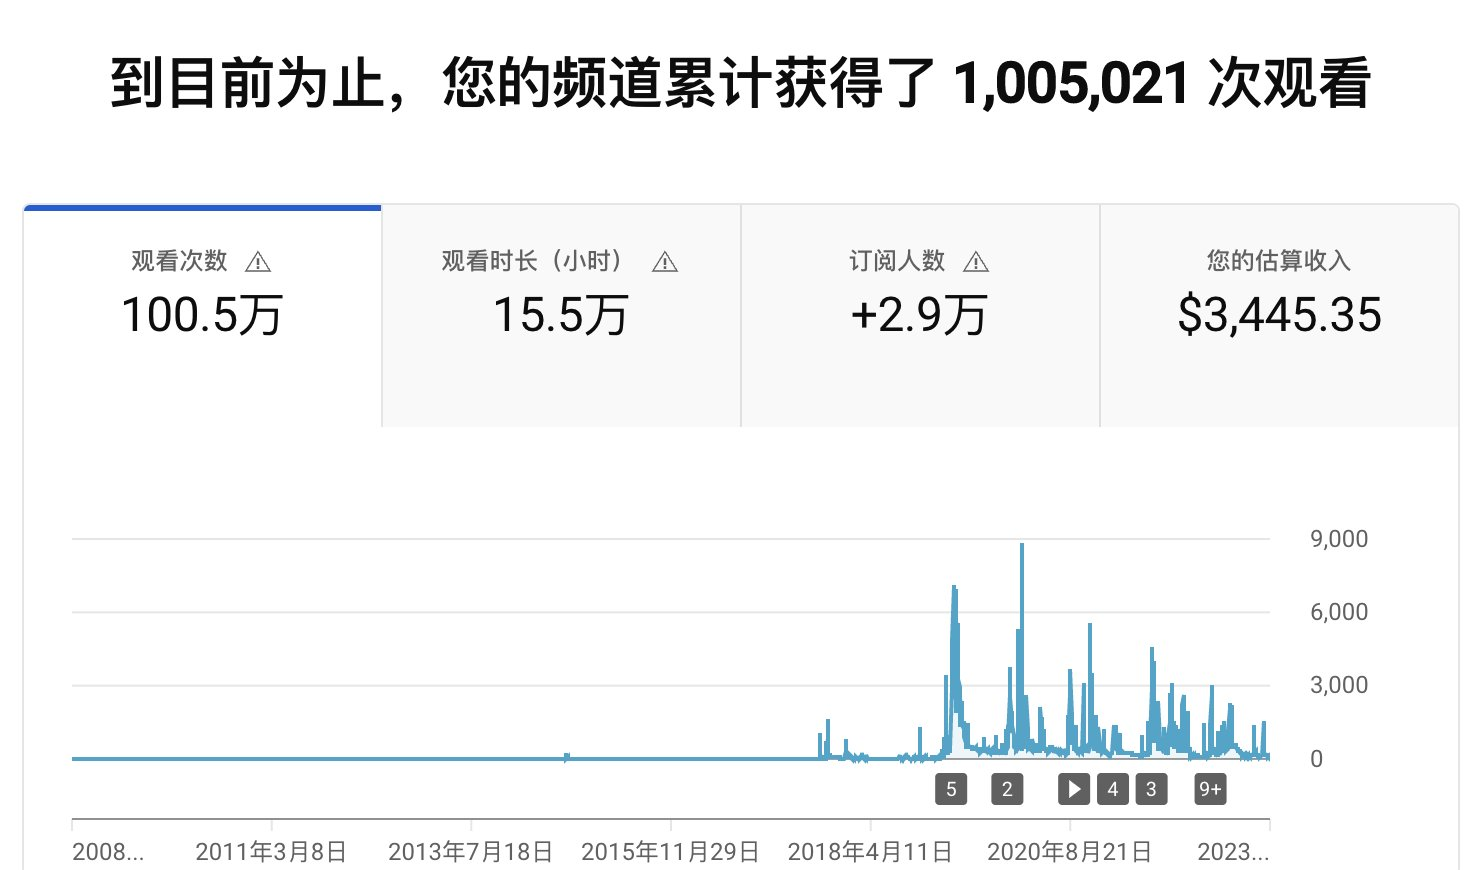 到目前为止，您的频道累计获得了 1,005,021 次观看
观看次数
100.5万
观看时长（小时）
15.5万
订阅人数
+2.9万
您的估算收入
$3,445.35
9,000
6,000
3,000
0
5
2
4
3
9+
2008...
2011年3月8日
2013年7月18日
2015年11月29日
2018年4月11日
2020年8月21日
2023...